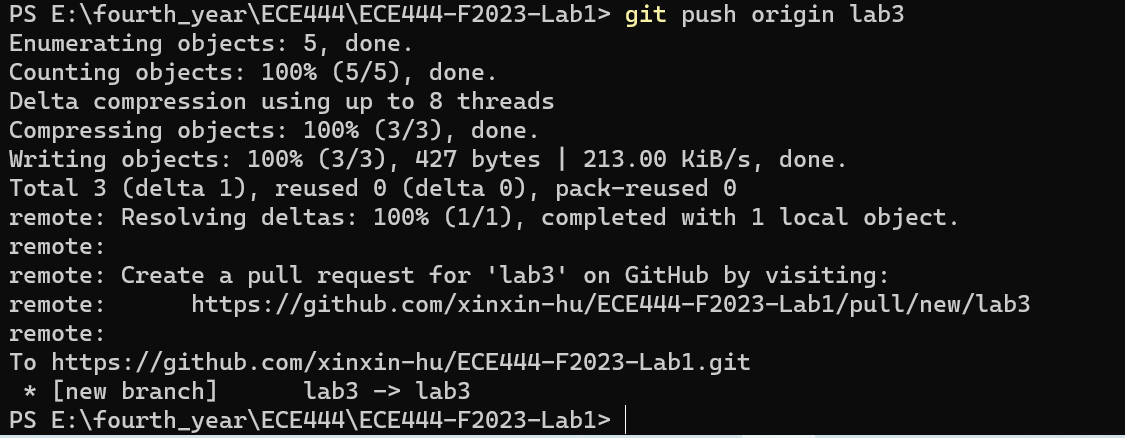 PS E:\fourth_year\ECE444\ECE444-F2023-Lab1> git push origin lab3
Enumerating objects: 5, done.
Counting objects: 100% (5/5), done.
Delta compression using up to 8 threads
Compressing objects: 100% (3/3), done.
Writing objects: 100% (3/3), 427 bytes | 213.00 KiB/s, done.
Total 3 (delta 1), reused 0 (delta 0), pack-reused 0
remote: Resolving deltas: 100% (1/1), completed with 1 local object.
remote:
remote: Create a pull request for 'lab3' on GitHub by visiting:
remote:      https://github.com/xinxin-hu/ECE444-F2023-Lab1/pull/new/lab3
remote:
To https://github.com/xinxin-hu/ECE444-F2023-Lab1.git
 * [new branch]      lab3 -> lab3
PS E:\fourth_year\ECE444\ECE444-F2023-Lab1>